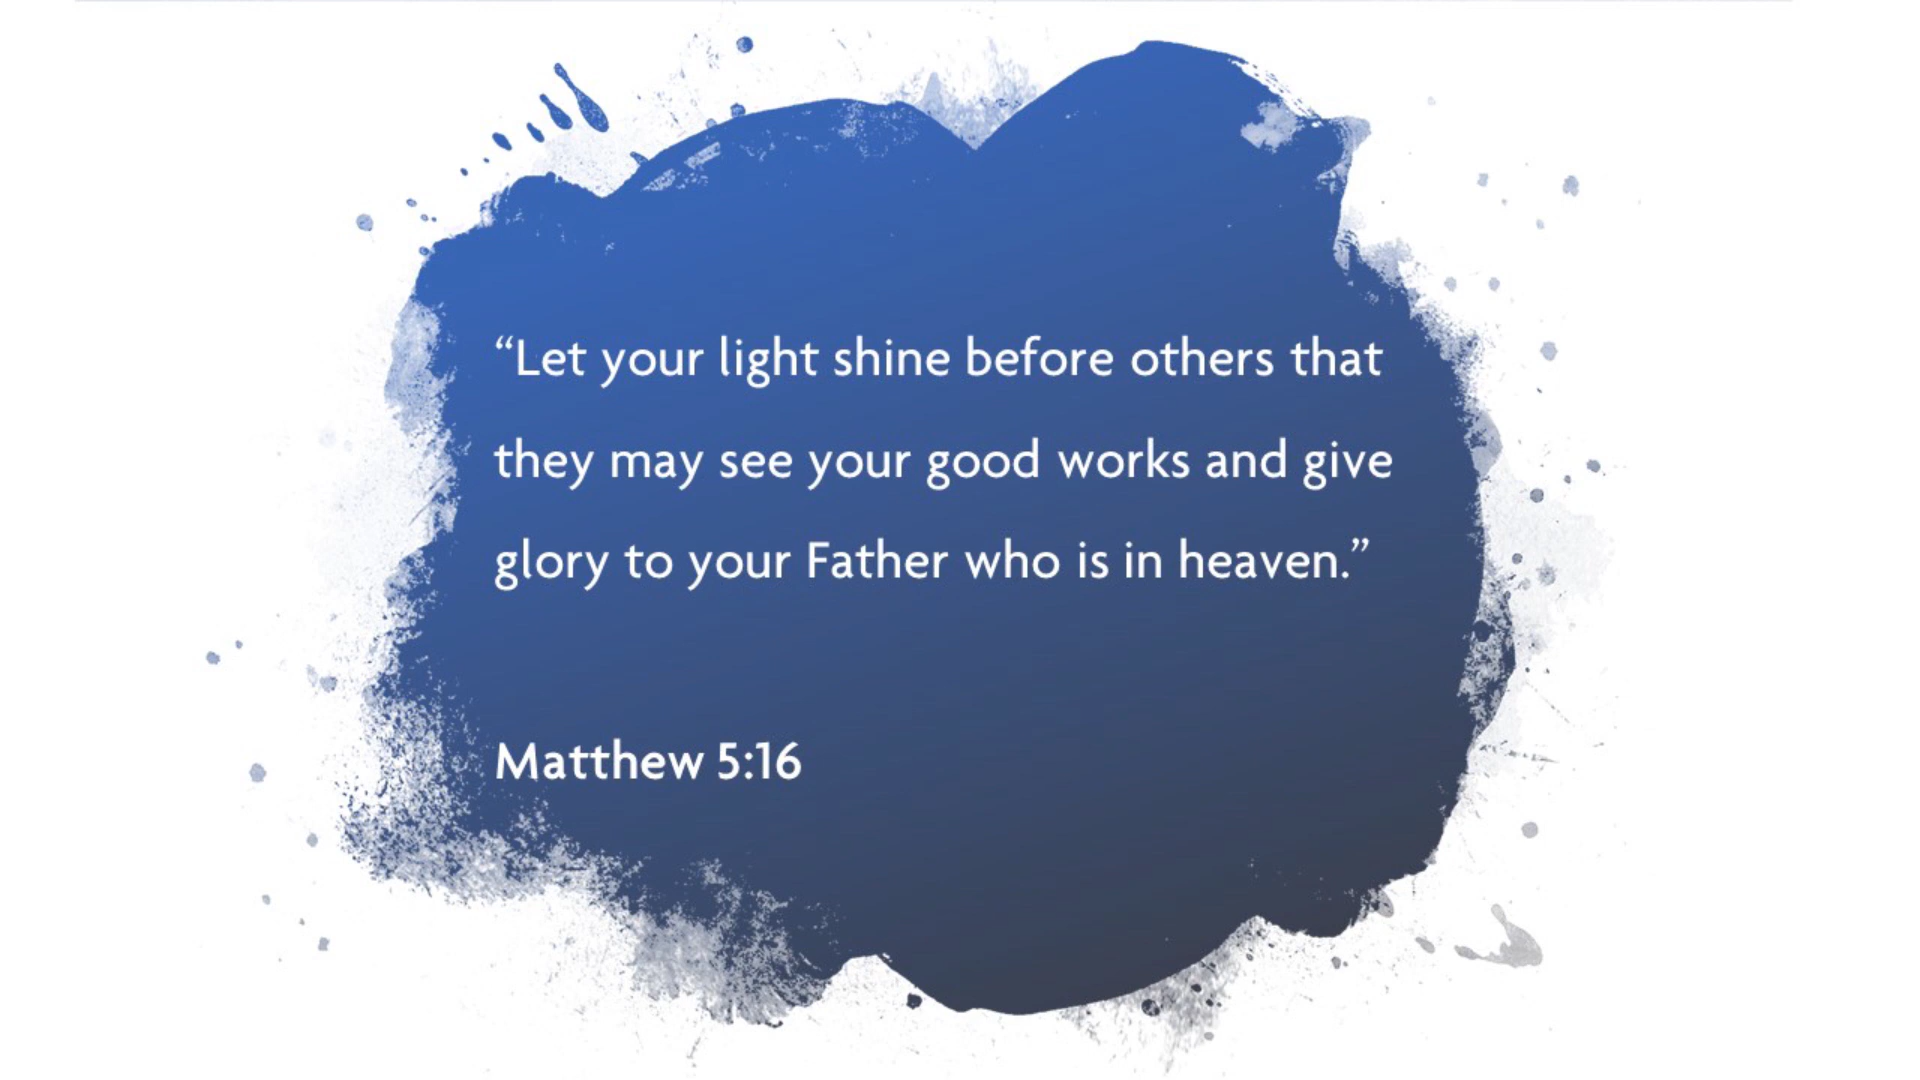 “Let your light shine before others that
they may see your good works and give
glory to your Father who is in heaven.”
Matthew 5:16